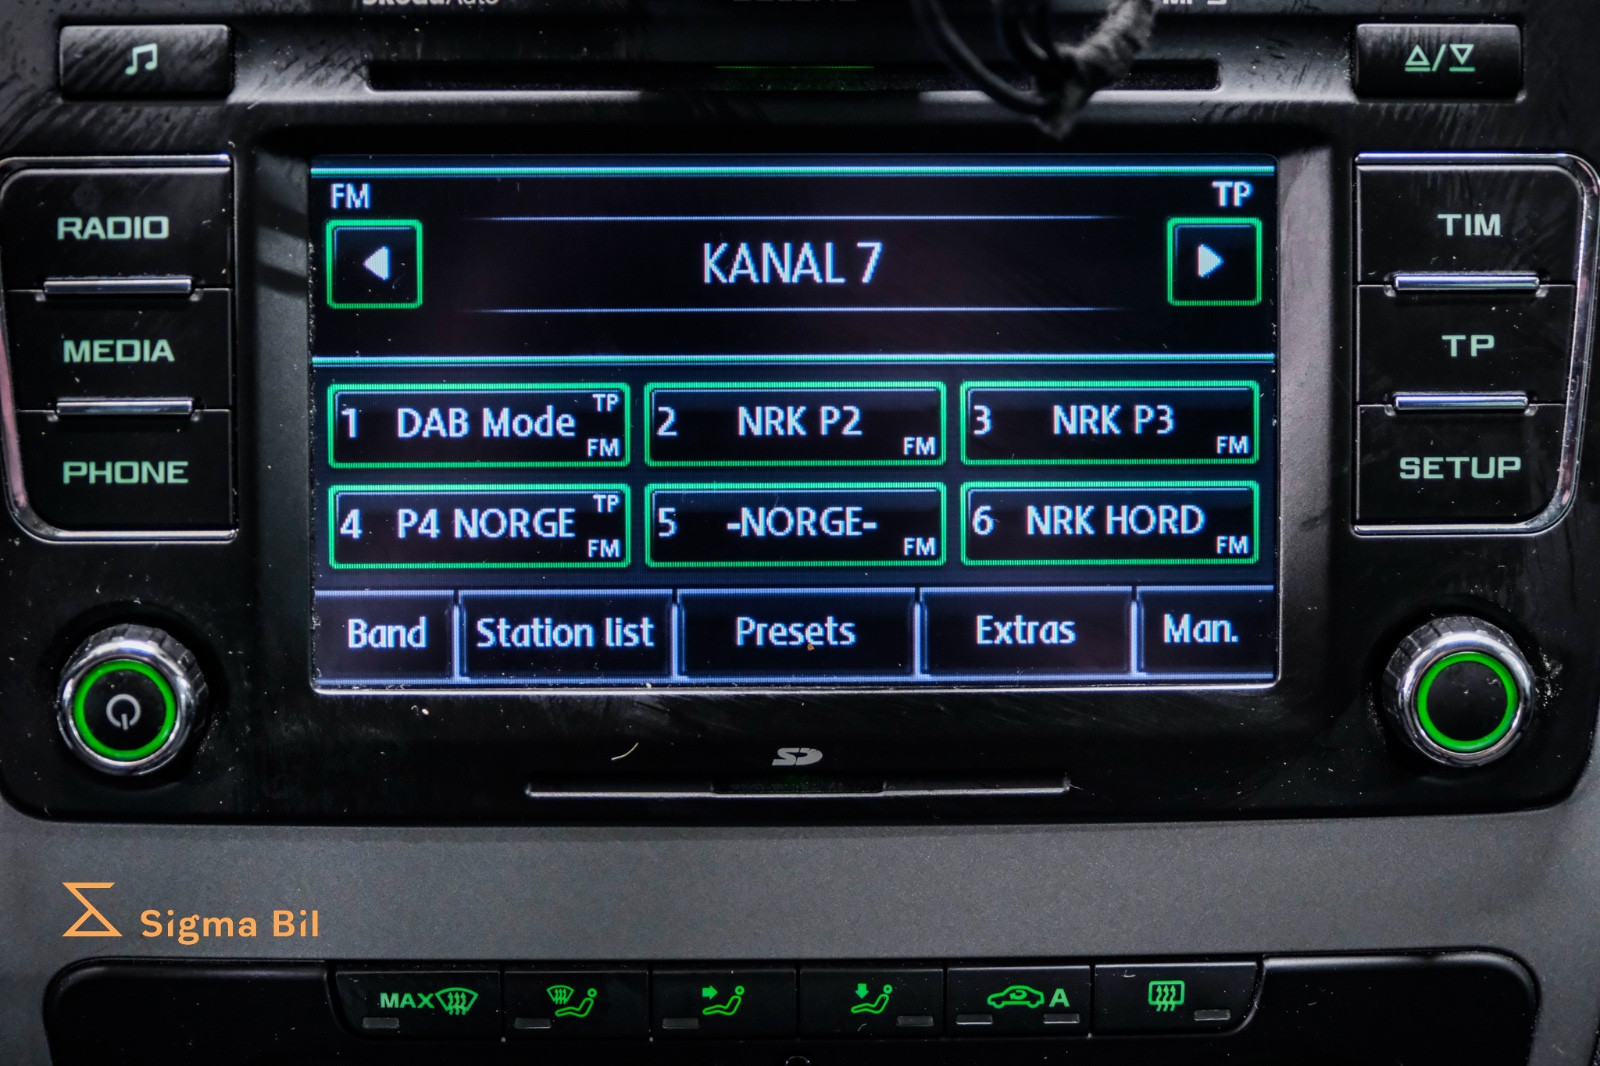 SkodaAuto
MP3
RADIO
MEDIA
PHONE
FM
TP
KANAL 7
1 DAB Mode TP FM
2 NRK P2 FM
3 NRK P3 FM
4 P4 NORGE TP FM
5 -NORGE- FM
6 NRK HORD FM
Band
Station list
Presets
Extras
Man.
TIM
TP
SETUP
SD
Sigma Bil
MAX
A